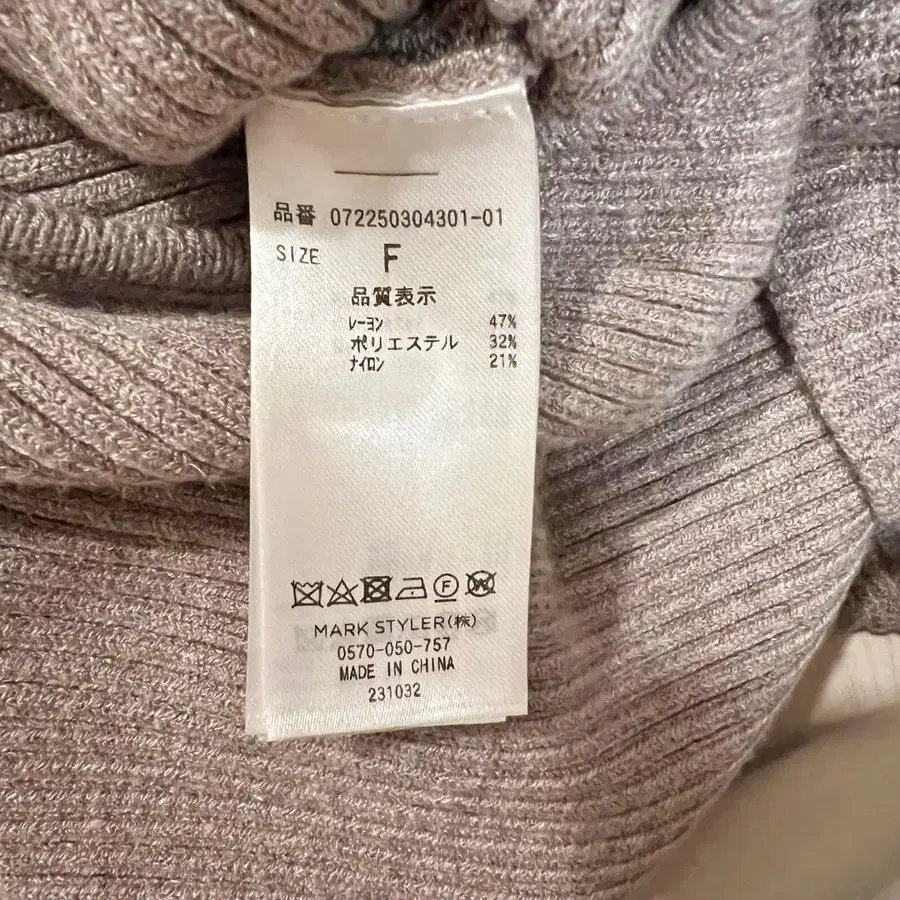 品番 072250304301-01
SIZE F
品質表示
レーヨン 47%
ポリエステル 32%
ナイロン 21%
F W
MARK STYLER(株)
0570-050-757
MADE IN CHINA
231032